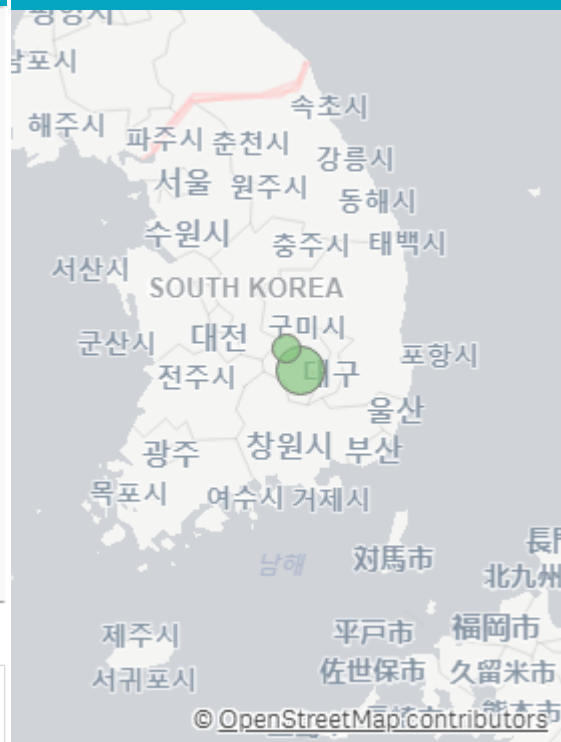 평양시
남포시
속초시
해주시
파주시
춘천시
강릉시
서울
원주시
동해시
수원시
충주시
태백시
서산시
SOUTH KOREA
구미시
군산시
대전
포항시
전주시
대구
울산
광주
창원시
부산
목포시
여수시
거제시
남해
対馬市
北九州
제주시
平戸市
福岡市
서귀포시
佐世保市
久留米市
© OpenStreetMap contributors